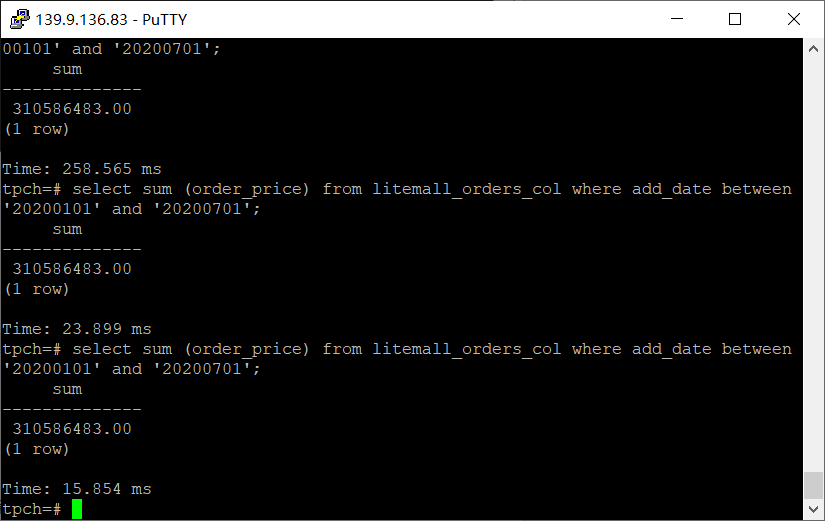 139.9.136.83 - PuTTY
00101' and '20200701';
sum
--------------
310586483.00
(1 row)
Time: 258.565 ms
tpch=# select sum (order_price) from litemall_orders_col where add_date between
'20200101' and '20200701';
sum
--------------
310586483.00
(1 row)
Time: 23.899 ms
tpch=# select sum (order_price) from litemall_orders_col where add_date between
'20200101' and '20200701';
sum
--------------
310586483.00
(1 row)
Time: 15.854 ms
tpch=#